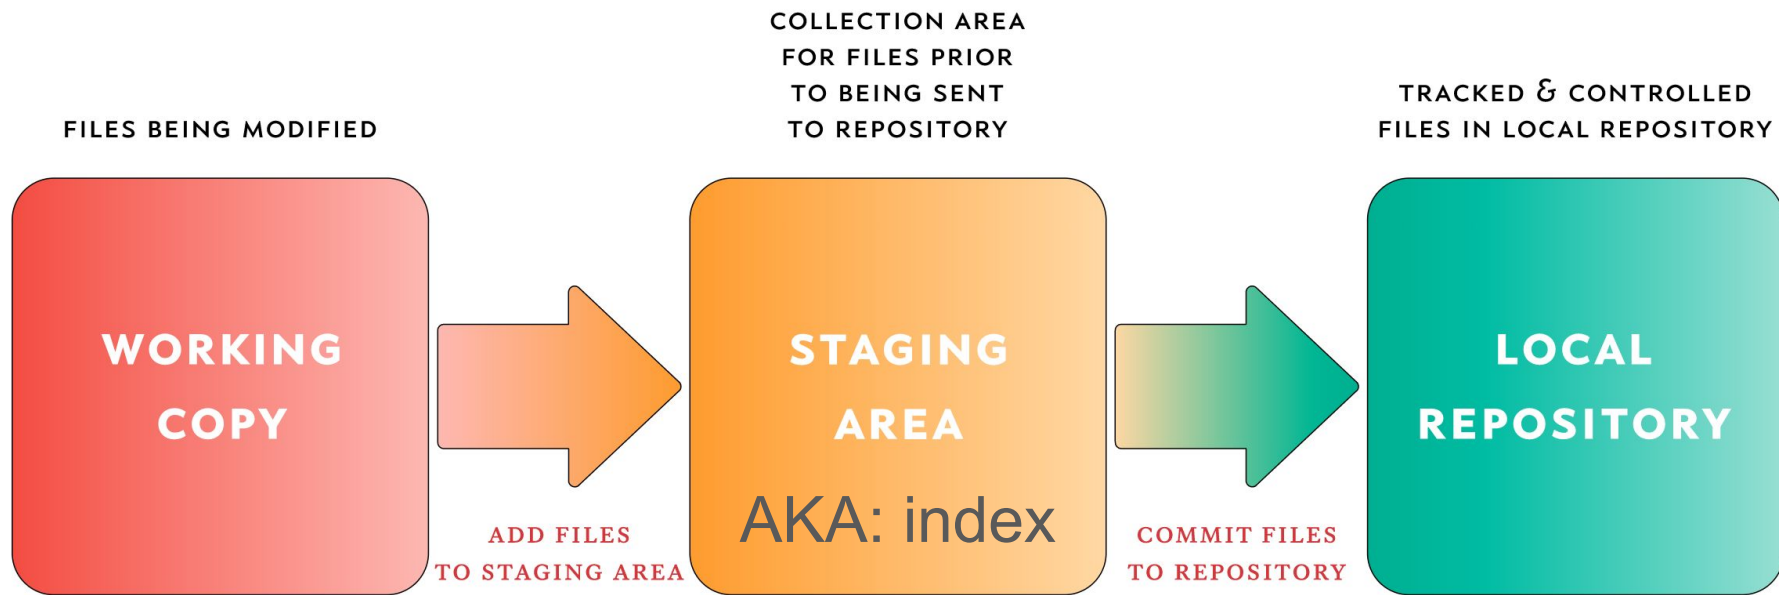 FILES BEING MODIFIED
COLLECTION AREA
FOR FILES PRIOR
TO BEING SENT
TO REPOSITORY
TRACKED & CONTROLLED
FILES IN LOCAL REPOSITORY
WORKING
COPY
ADD FILES
TO STAGING AREA
STAGING
AREA
AKA: index
COMMIT FILES
TO REPOSITORY
LOCAL
REPOSITORY